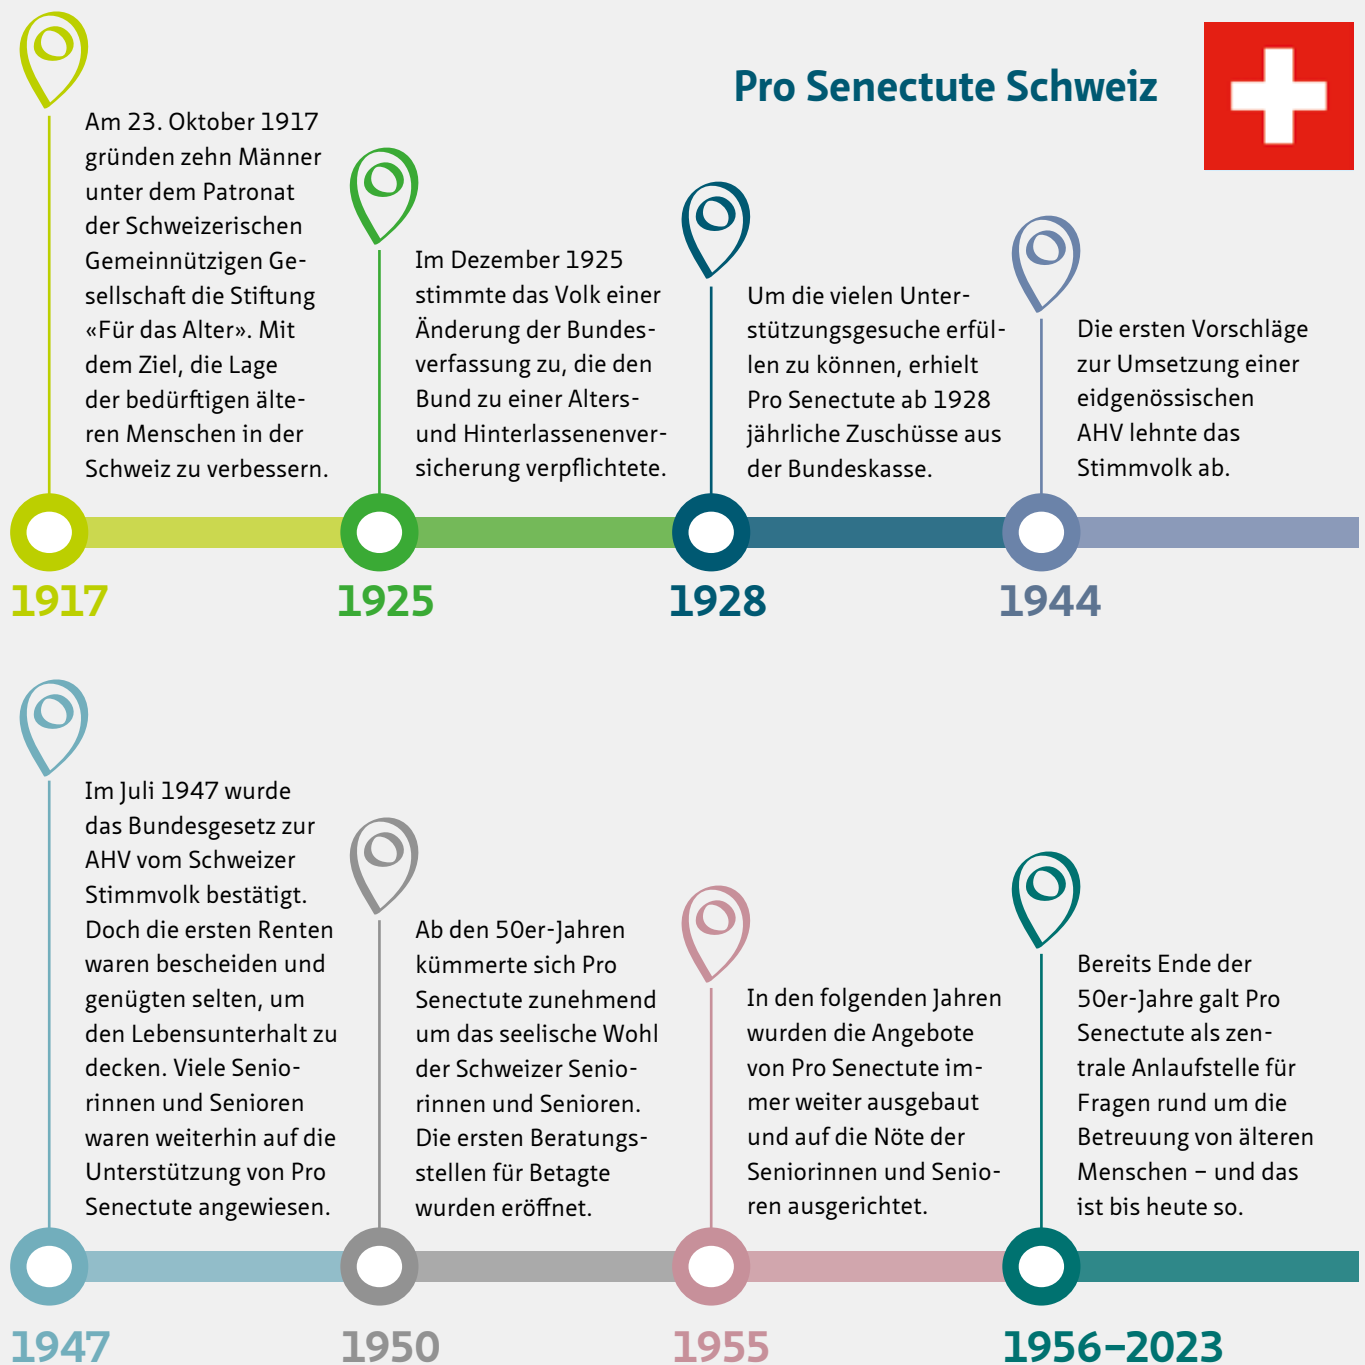 Pro Senectute Schweiz
Am 23. Oktober 1917
gründen zehn Männer
unter dem Patronat
der Schweizerischen
Gemeinnützigen Ge-
sellschaft die Stiftung
«Für das Alter». Mit
dem Ziel, die Lage
der bedürftigen älte-
ren Menschen in der
Schweiz zu verbessern.
1917
Im Dezember 1925
stimmte das Volk einer
Änderung der Bundes-
verfassung zu, die den
Bund zu einer Alters-
und Hinterlassenenver-
sicherung verpflichtete.
1925
Um die vielen Unter-
stützungsgesuche erfül-
len zu können, erhielt
Pro Senectute ab 1928
jährliche Zuschüsse aus
der Bundeskasse.
1928
Die ersten Vorschläge
zur Umsetzung einer
eidgenössischen
AHV lehnte das
Stimmvolk ab.
1944
Im Juli 1947 wurde
das Bundesgesetz zur
AHV vom Schweizer
Stimmvolk bestätigt.
Doch die ersten Renten
waren bescheiden und
genügten selten, um
den Lebensunterhalt zu
decken. Viele Senio-
rinnen und Senioren
waren weiterhin auf die
Unterstützung von Pro
Senectute angewiesen.
1947
Ab den 50er-Jahren
kümmerte sich Pro
Senectute zunehmend
um das seelische Wohl
der Schweizer Senio-
rinnen und Senioren.
Die ersten Beratungs-
stellen für Betagte
wurden eröffnet.
1950
In den folgenden Jahren
wurden die Angebote
von Pro Senectute im-
mer weiter ausgebaut
und auf die Nöte der
Seniorinnen und Senio-
ren ausgerichtet.
1955
Bereits Ende der
50er-Jahre galt Pro
Senectute als zen-
trale Anlaufstelle für
Fragen rund um die
Betreuung von älteren
Menschen – und das
ist bis heute so.
1956–2023